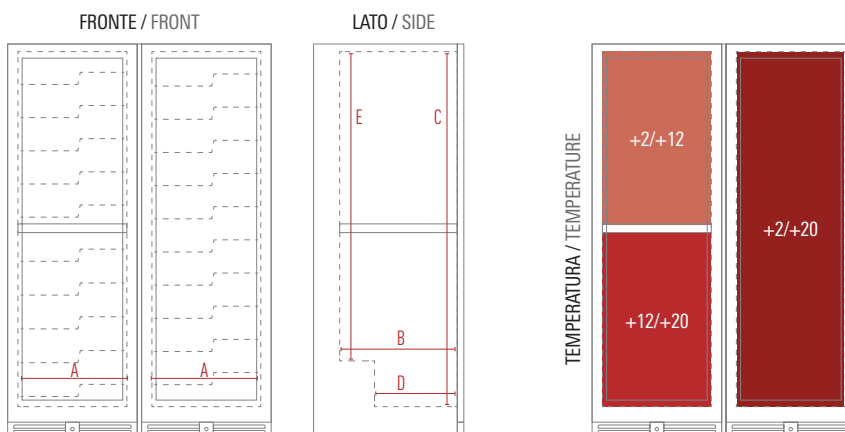 FRONTE / FRONT
LATO / SIDE
E
C
B
D
A
A
TEMPERATURA / TEMPERATURE
+2/+12
+12/+20
+2/+20